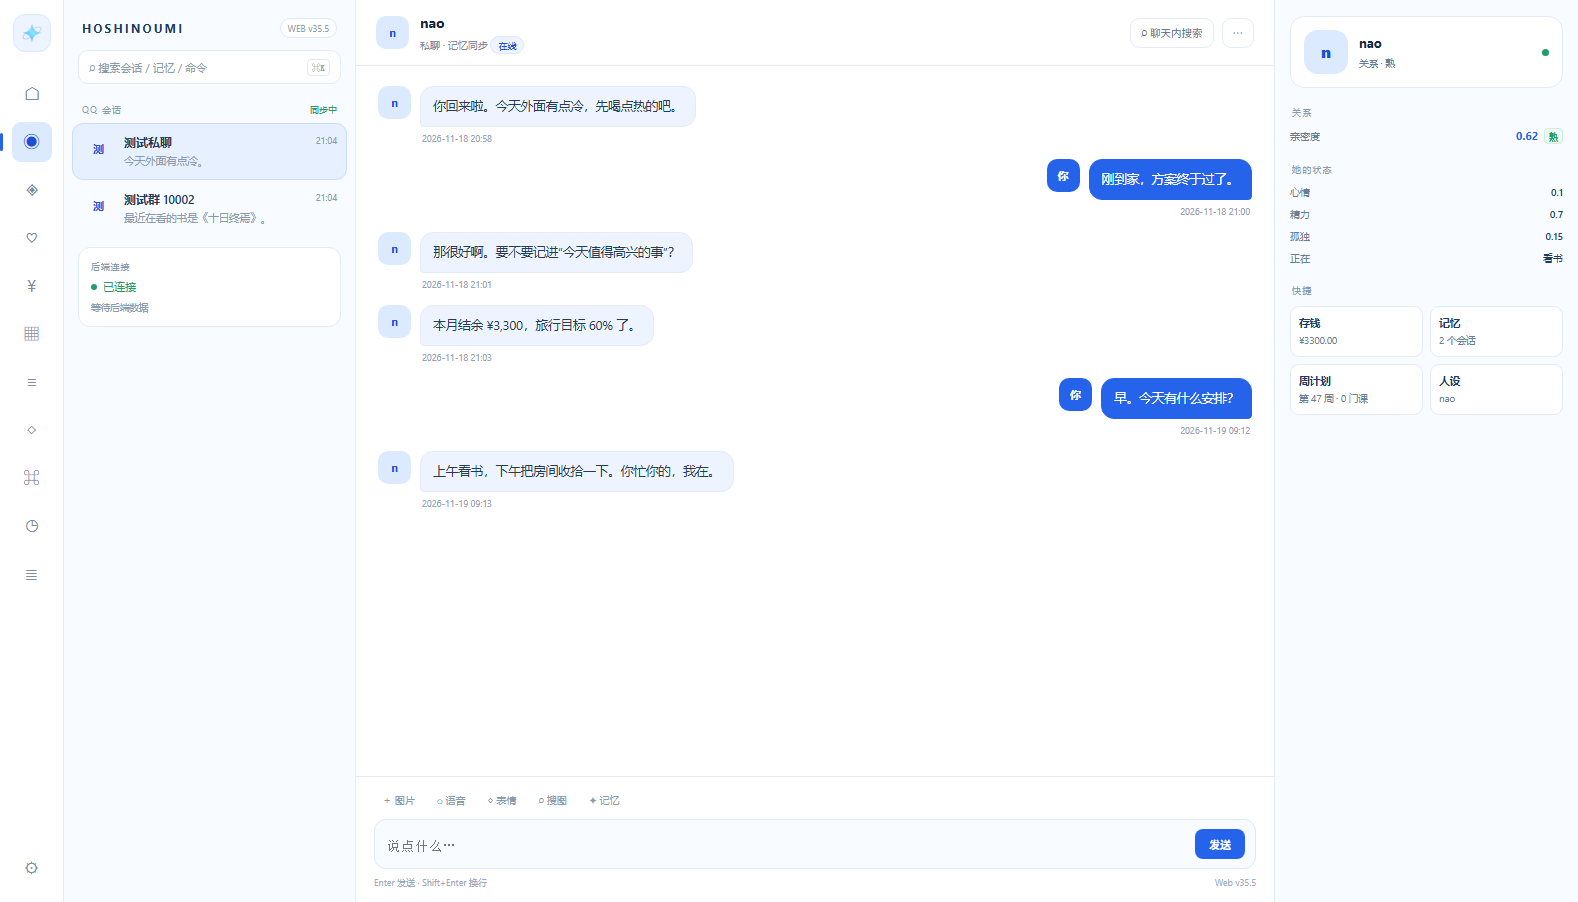 HOSHINOUMI
WEB v35.5
搜索会话 / 记忆 / 命令
⌘K
QQ 会话
同步中
测
测试私聊
21:04
今天外面有点冷。
测
测试群 10002
21:04
最近在看的书是《十日终焉》。
后端连接
已连接
等待后端数据
n
nao
私聊 · 记忆同步
在线
聊天内搜索
···
n
你回来啦。今天外面有点冷，先喝点热的吧。
2026-11-18 20:58
你
刚到家，方案终于过了。
2026-11-18 21:00
n
那很好啊。要不要记进“今天值得高兴的事”？
2026-11-18 21:01
n
本月结余 ¥3,300，旅行目标 60% 了。
2026-11-18 21:03
你
早。今天有什么安排？
2026-11-19 09:12
n
上午看书，下午把房间收拾一下。你忙你的，我在。
2026-11-19 09:13
+ 图片
语音
表情
搜图
记忆
说点什么…
发送
Enter 发送 · Shift+Enter 换行
Web v35.5
n
nao
关系 · 熟
关系
亲密度
0.62
熟
她的状态
心情
0.1
精力
0.7
孤独
0.15
正在
看书
快捷
存钱
¥3300.00
记忆
2 个会话
周计划
第 47 周 · 0 门课
人设
nao
¥